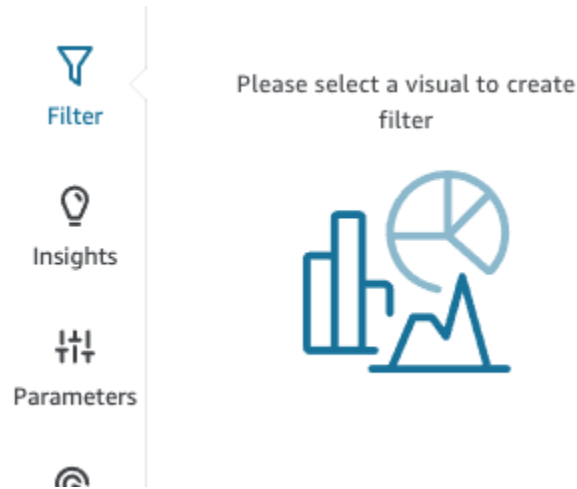 Filter
Insights
Parameters
Please select a visual to create
filter